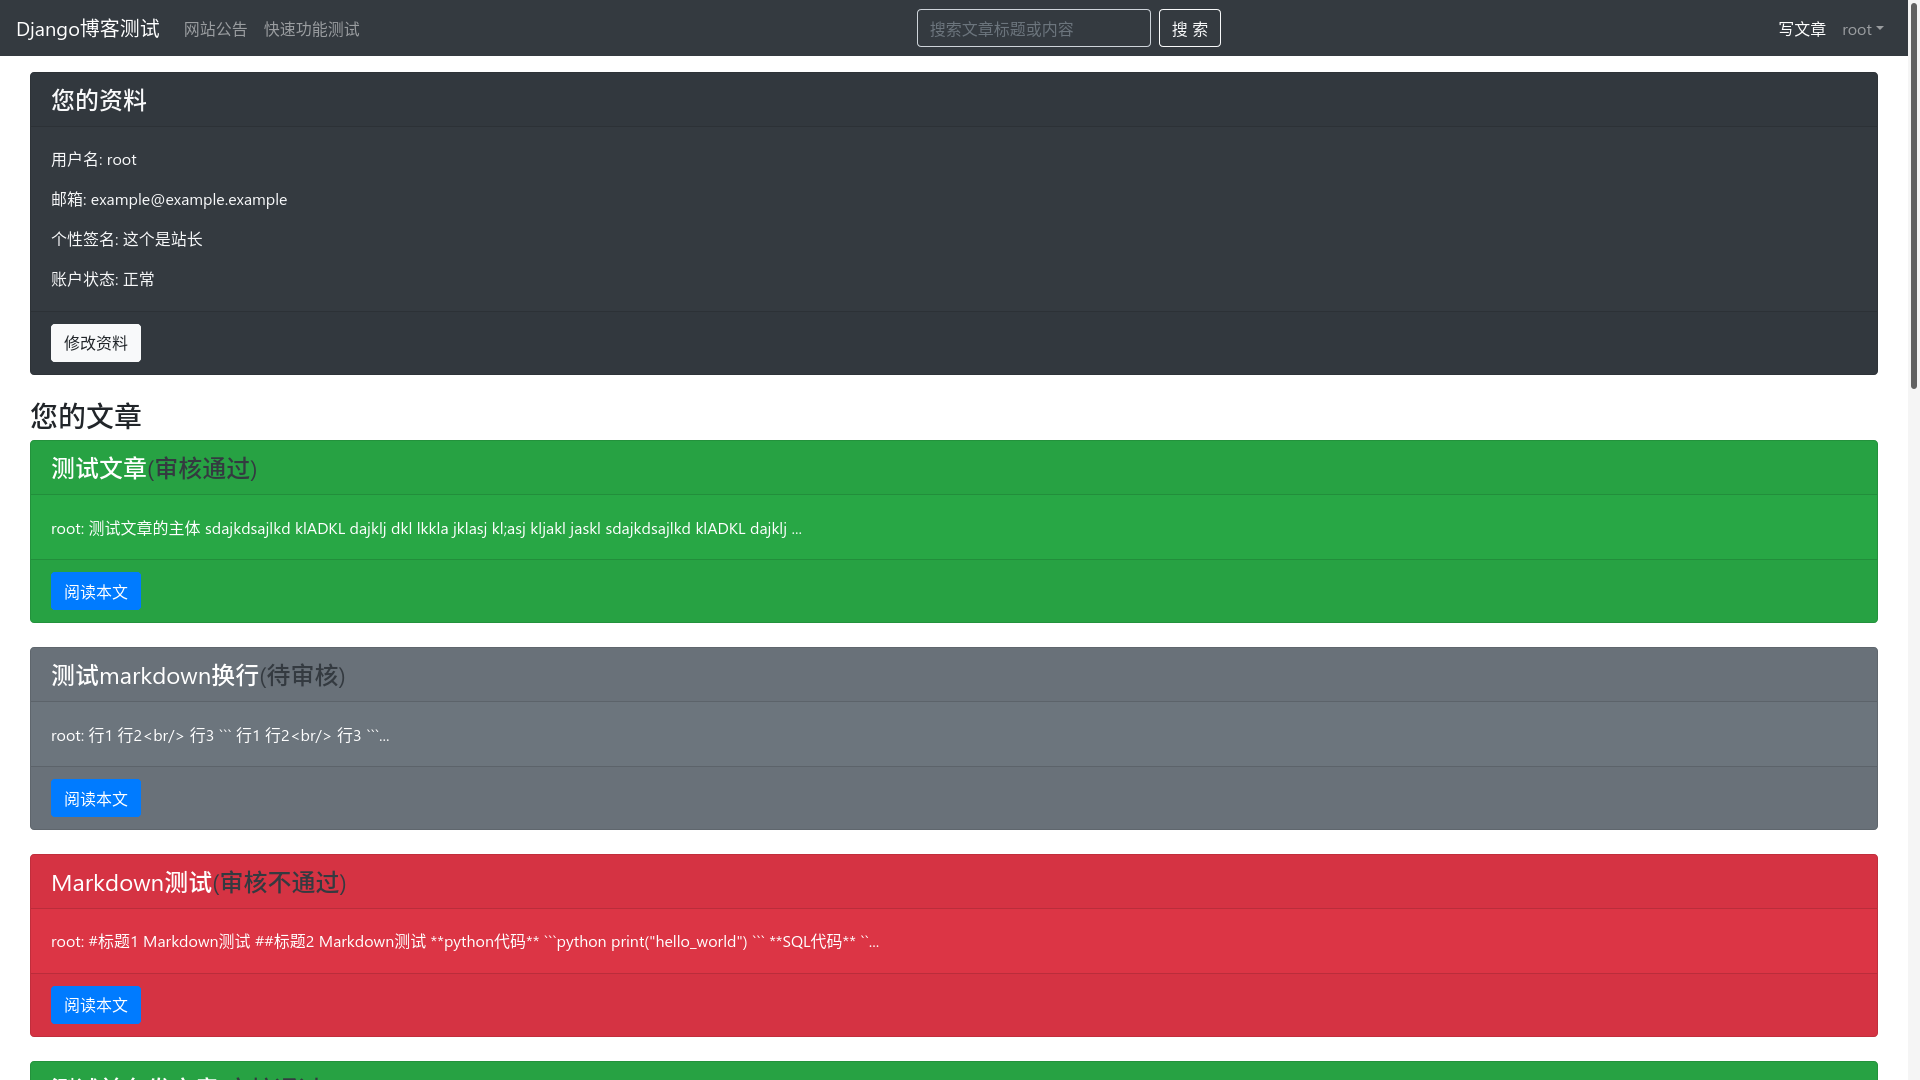 Django博客测试 网站公告 快速功能测试 搜索文章标题或内容 搜 索 写文章 root
您的资料
用户名: root
邮箱: example@example.example
个性签名: 这个是站长
账户状态: 正常
修改资料
您的文章
测试文章(审核通过)
root: 测试文章的主体 sdajkdsajlkd klADKL dajklj dkl lkkla jklasj kl;asj kljakl jaskl sdajkdsajlkd klADKL dajklj ...
阅读本文
测试markdown换行(待审核)
root: 行1 行2<br/> 行3 ``` 行1 行2<br/> 行3 ```...
阅读本文
Markdown测试(审核不通过)
root: #标题1 Markdown测试 ##标题2 Markdown测试 **python代码** ```python print("hello_world") ``` **SQL代码** ``...
阅读本文